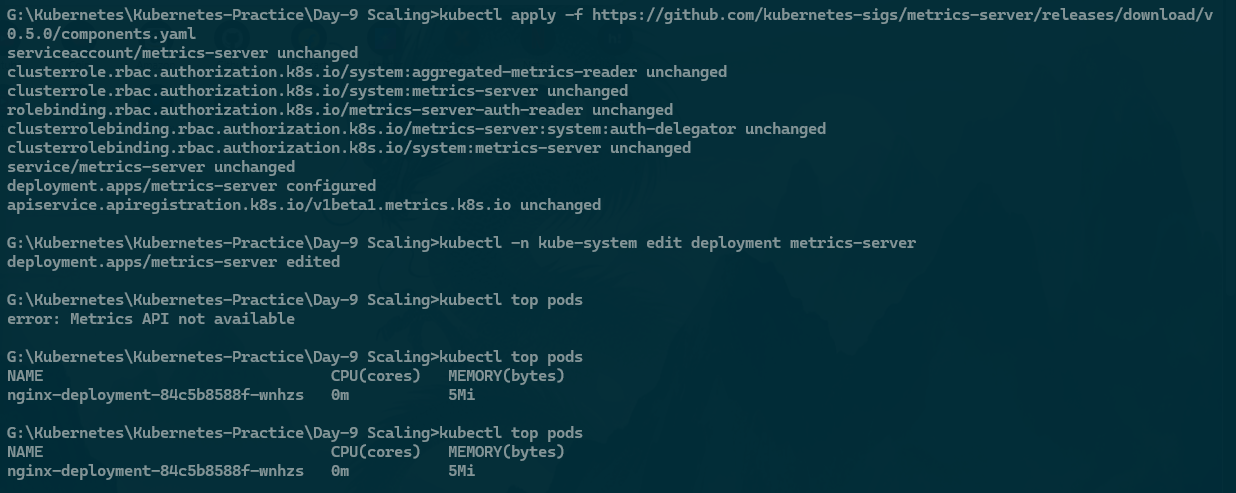 G:\Kubernetes\Kubernetes-Practice\Day-9 Scaling>kubectl apply -f https://github.com/kubernetes-sigs/metrics-server/releases/download/v
0.5.0/components.yaml
serviceaccount/metrics-server unchanged
clusterrole.rbac.authorization.k8s.io/system:aggregated-metrics-reader unchanged
clusterrole.rbac.authorization.k8s.io/system:metrics-server unchanged
rolebinding.rbac.authorization.k8s.io/metrics-server-auth-reader unchanged
clusterrolebinding.rbac.authorization.k8s.io/metrics-server:system:auth-delegator unchanged
clusterrolebinding.rbac.authorization.k8s.io/system:metrics-server unchanged
service/metrics-server unchanged
deployment.apps/metrics-server configured
apiservice.apiregistration.k8s.io/v1beta1.metrics.k8s.io unchanged
G:\Kubernetes\Kubernetes-Practice\Day-9 Scaling>kubectl -n kube-system edit deployment metrics-server
deployment.apps/metrics-server edited
G:\Kubernetes\Kubernetes-Practice\Day-9 Scaling>kubectl top pods
error: Metrics API not available
G:\Kubernetes\Kubernetes-Practice\Day-9 Scaling>kubectl top pods
NAME CPU(cores) MEMORY(bytes)
nginx-deployment-84c5b8588f-wnhzs 0m 5Mi
G:\Kubernetes\Kubernetes-Practice\Day-9 Scaling>kubectl top pods
NAME CPU(cores) MEMORY(bytes)
nginx-deployment-84c5b8588f-wnhzs 0m 5Mi